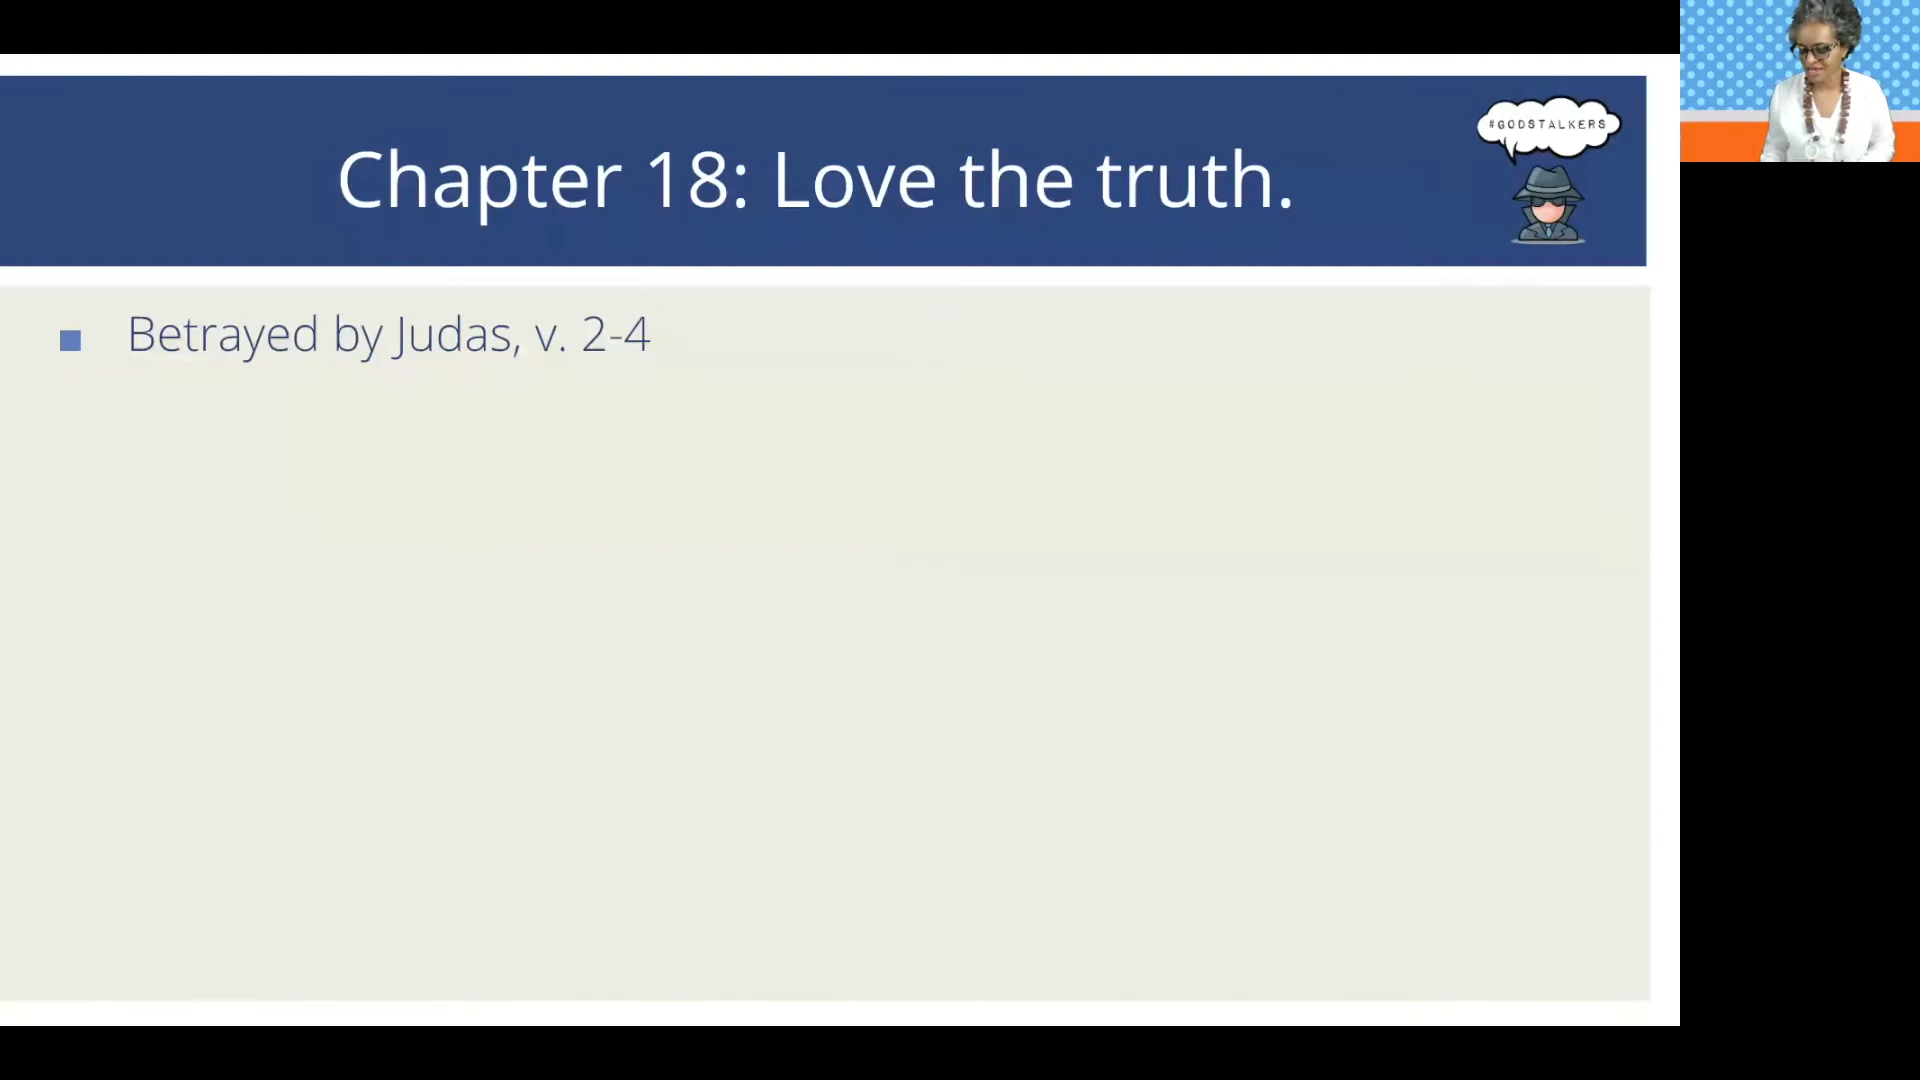 #GODSTALKERS
Chapter 18: Love the truth.
Betrayed by Judas, v. 2-4